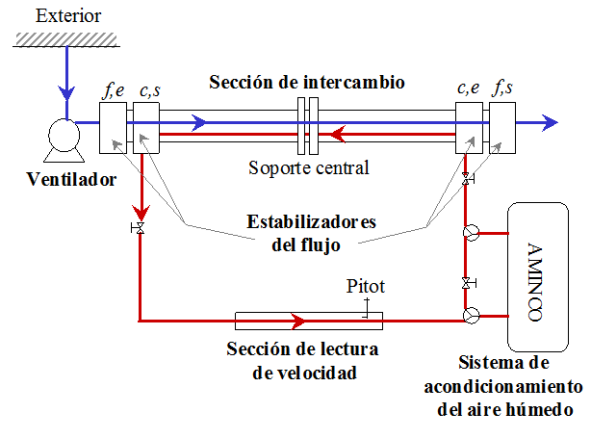 Exterior
Sección de intercambio
f,e
c,s
c,e
f,s
Ventilador
Soporte central
Estabilizadores
del flujo
AMINCO
Pitot
Sección de lectura
de velocidad
Sistema de
acondicionamiento
del aire húmedo